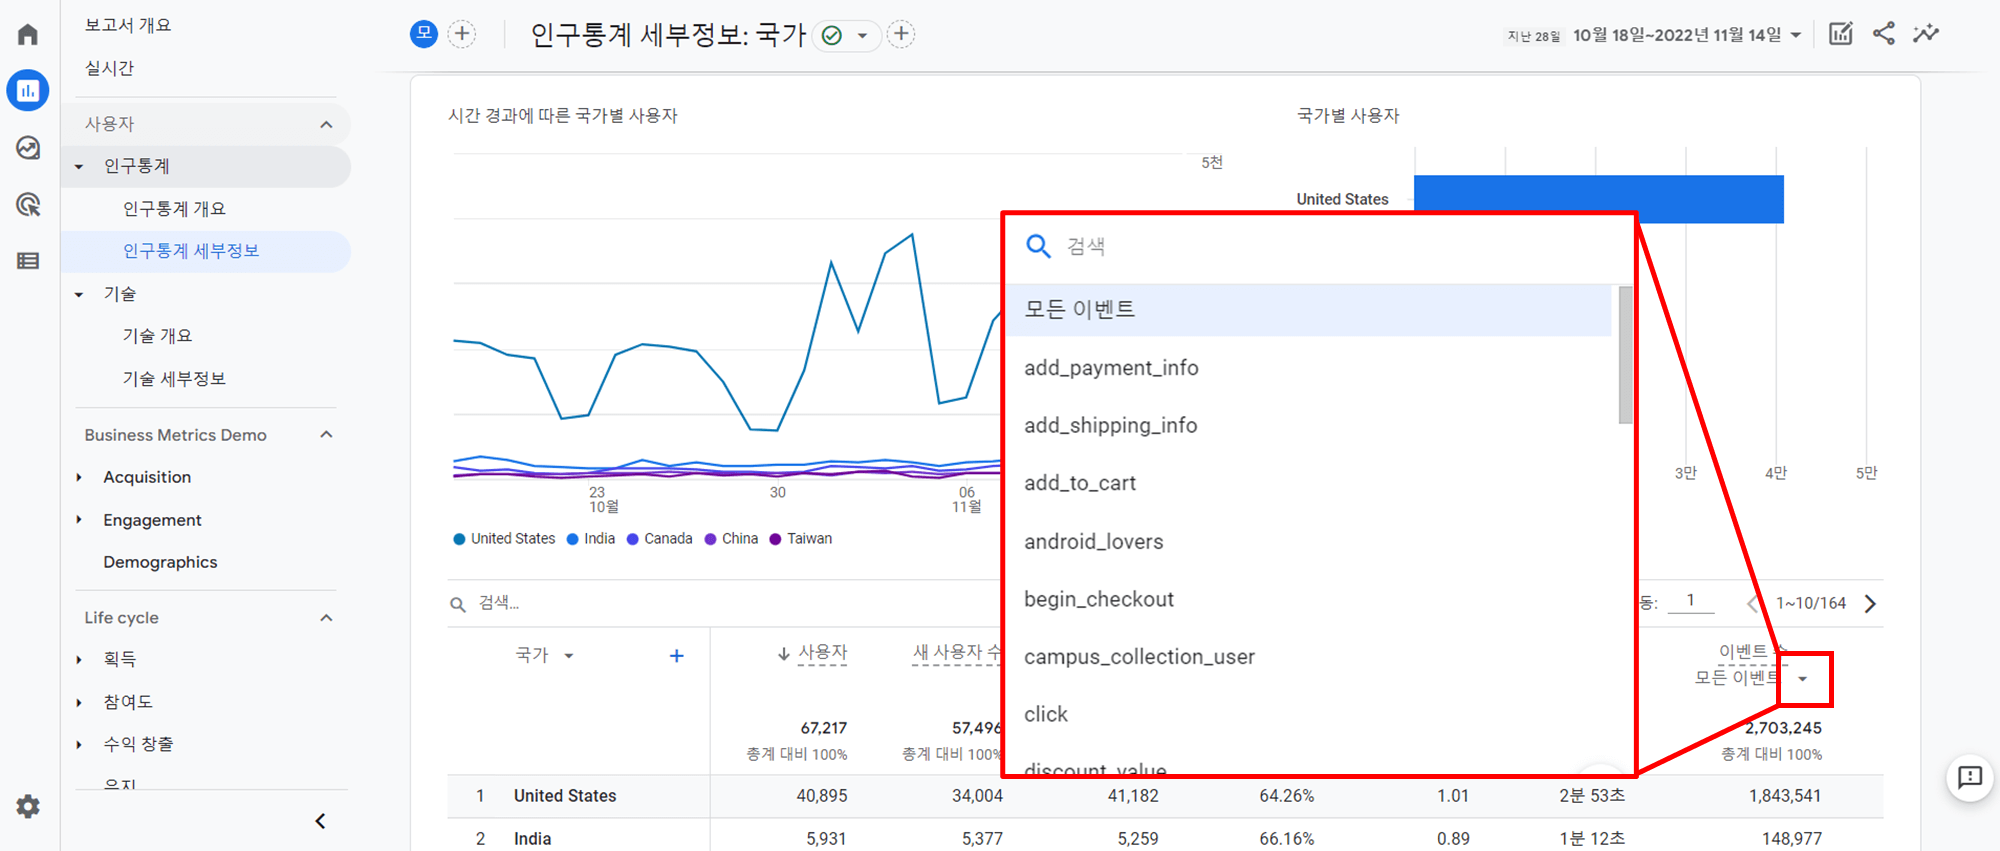 보고서 개요
실시간
사용자
인구통계
인구통계 개요
인구통계 세부정보
기술
기술 개요
기술 세부정보
Business Metrics Demo
Acquisition
Engagement
Demographics
Life cycle
획득
참여도
수익 창출
유지
모
인구통계 세부정보: 국가
지난 28일 10월 18일~2022년 11월 14일
시간 경과에 따른 국가별 사용자
5천
23
10월
30
06
11월
United States India Canada China Taiwan
국가별 사용자
United States
3만 4만 5만
검색
모든 이벤트
add_payment_info
add_shipping_info
add_to_cart
android_lovers
begin_checkout
campus_collection_user
click
discount_value
검색...
동: 1 1~10/164
국가 사용자 새 사용자 수 이벤트 수
모든 이벤트
67,217 57,496 2,703,245
총계 대비 100% 총계 대비 100% 총계 대비 100%
1 United States 40,895 34,004 41,182 64.26% 1.01 2분 53초 1,843,541
2 India 5,931 5,377 5,259 66.16% 0.89 1분 12초 148,977